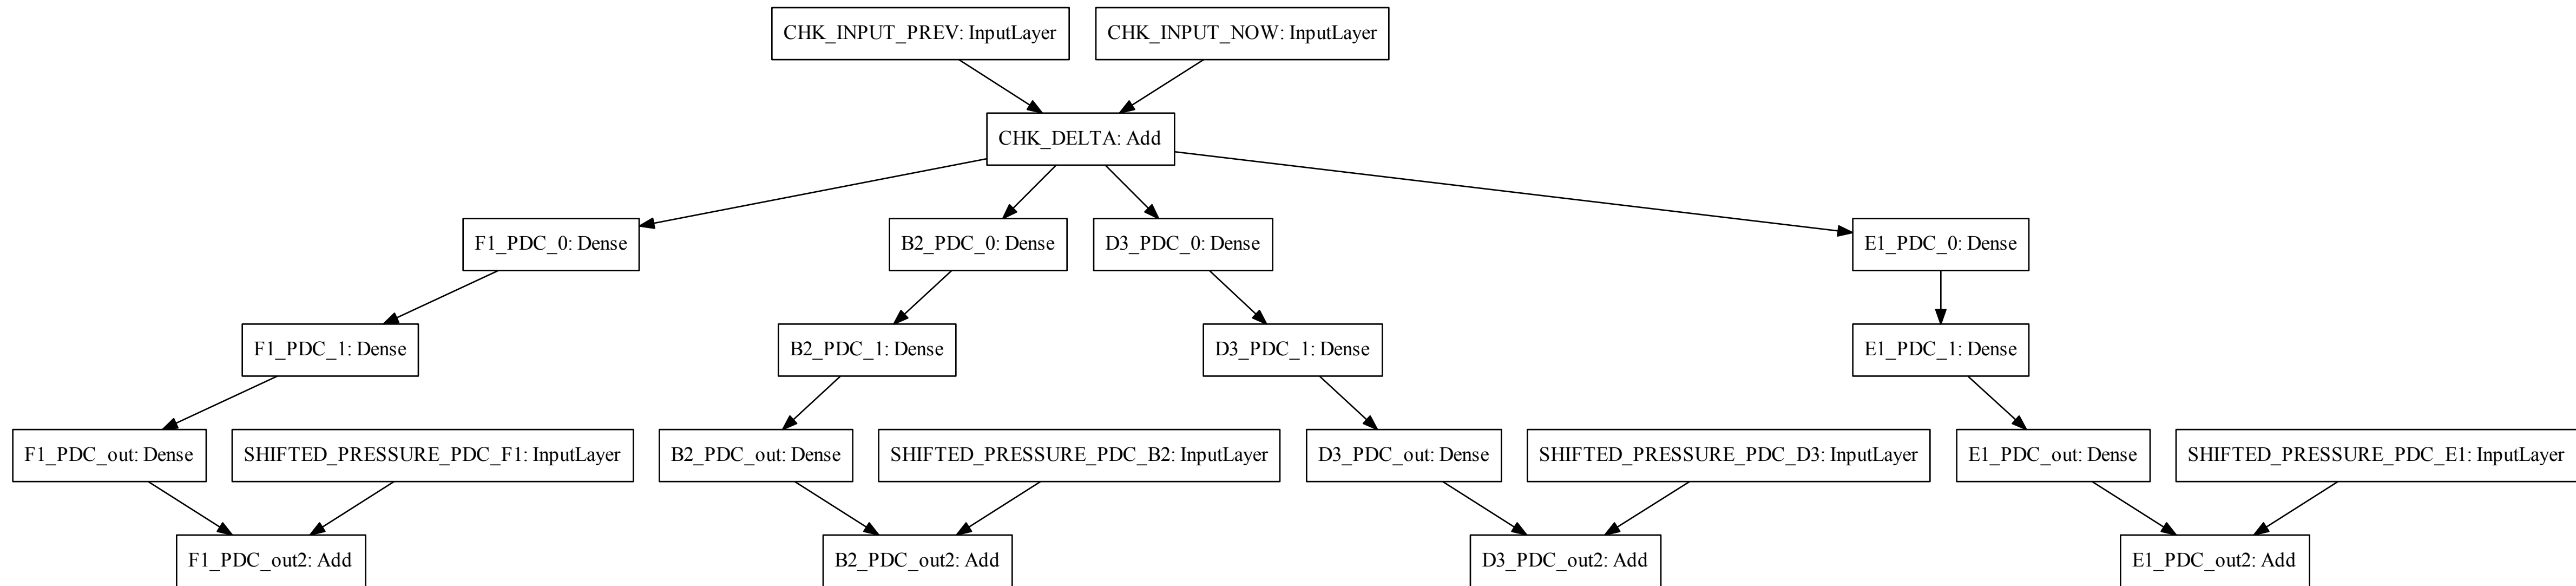 CHK_INPUT_PREV: InputLayer
CHK_INPUT_NOW: InputLayer
CHK_DELTA: Add
F1_PDC_0: Dense
B2_PDC_0: Dense
D3_PDC_0: Dense
E1_PDC_0: Dense
F1_PDC_1: Dense
B2_PDC_1: Dense
D3_PDC_1: Dense
E1_PDC_1: Dense
F1_PDC_out: Dense
SHIFTED_PRESSURE_PDC_F1: InputLayer
B2_PDC_out: Dense
SHIFTED_PRESSURE_PDC_B2: InputLayer
D3_PDC_out: Dense
SHIFTED_PRESSURE_PDC_D3: InputLayer
E1_PDC_out: Dense
SHIFTED_PRESSURE_PDC_E1: InputLayer
F1_PDC_out2: Add
B2_PDC_out2: Add
D3_PDC_out2: Add
E1_PDC_out2: Add